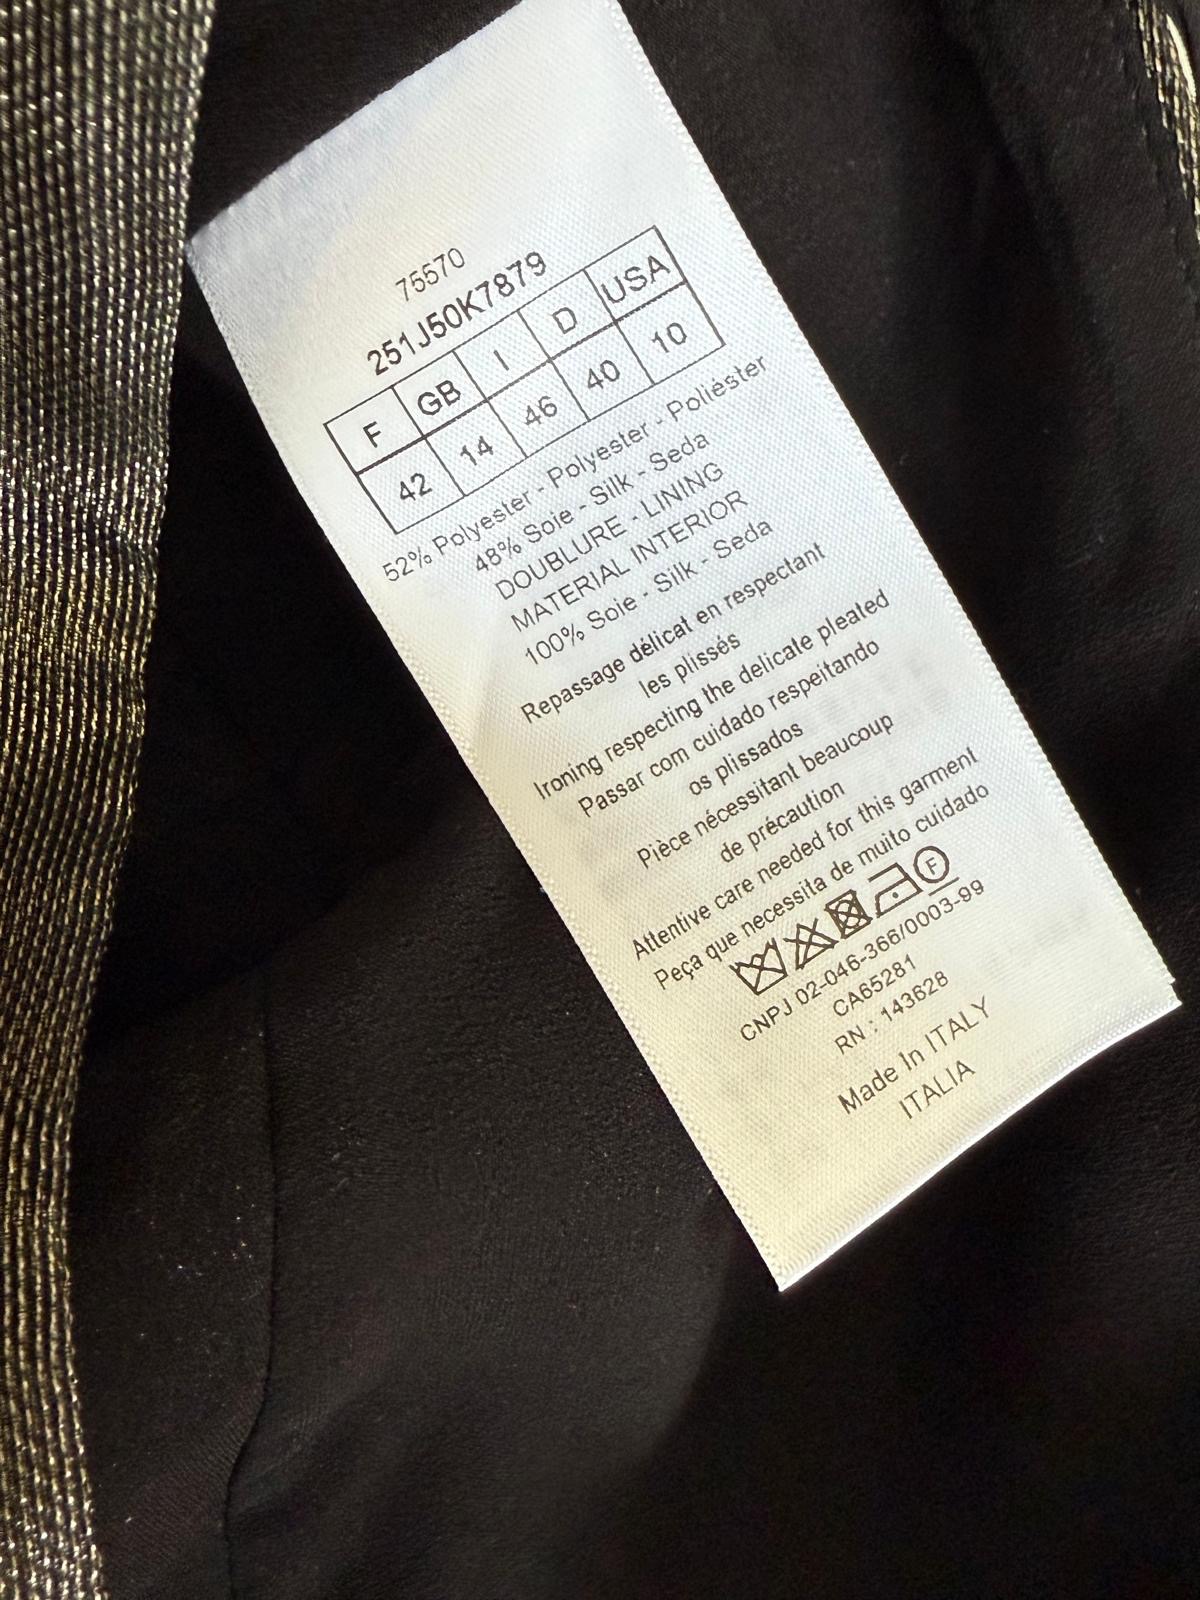 75570
251J50K7879
F GB I D USA
42 14 46 40 10
52% Polyester - Polyester - Poliéster
48% Soie - Silk - Seda
DOUBLURE - LINING
MATERIAL INTERIOR
100% Soie - Silk - Seda
Repassage délicat en respectant
les plissés
Ironing respecting the delicate pleated
Passar com cuidado respeitando
os plissados
Pièce nécessitant beaucoup
de précaution
Attentive care needed for this garment
Peça que necessita de muito cuidado
F
CNPJ 02-046-366/0003-99
CA65281
RN : 143628
Made In ITALY
ITALIA